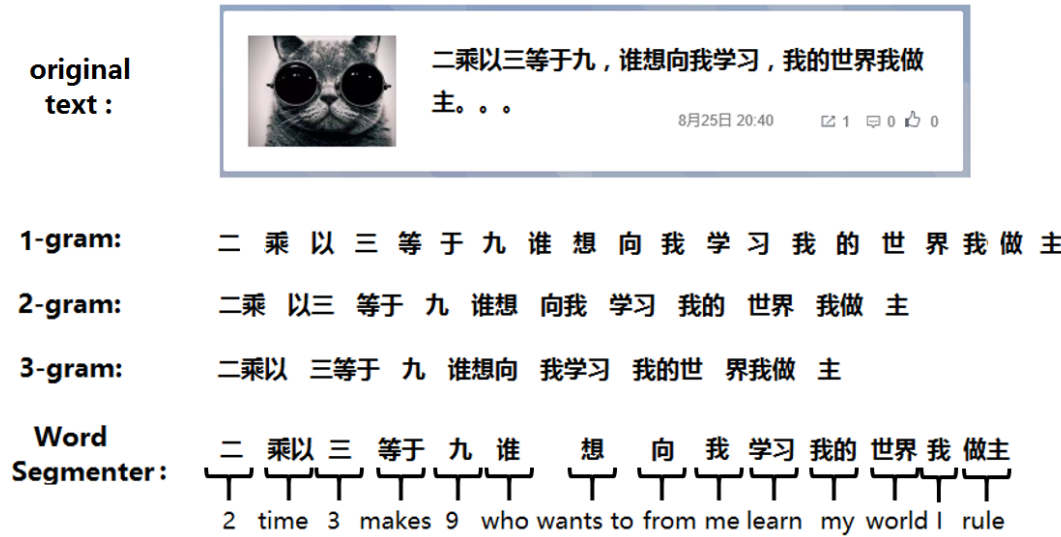 original
text :
二乘以三等于九，谁想向我学习，我的世界我做
主。。。
8月25日 20:40 1 0 0
1-gram: 二 乘 以 三 等 于 九 谁 想 向 我 学 习 我 的 世 界 我 做 主
2-gram: 二乘 以三 等于 九 谁想 向我 学习 我的 世界 我做 主
3-gram: 二乘以 三等于 九 谁想向 我学习 我的世 界我做 主
Word
Segmenter: 二 乘以 三 等于 九 谁 想 向 我 学习 我的 世界 我 做主
2 time 3 makes 9 who wants to from me learn my world I rule